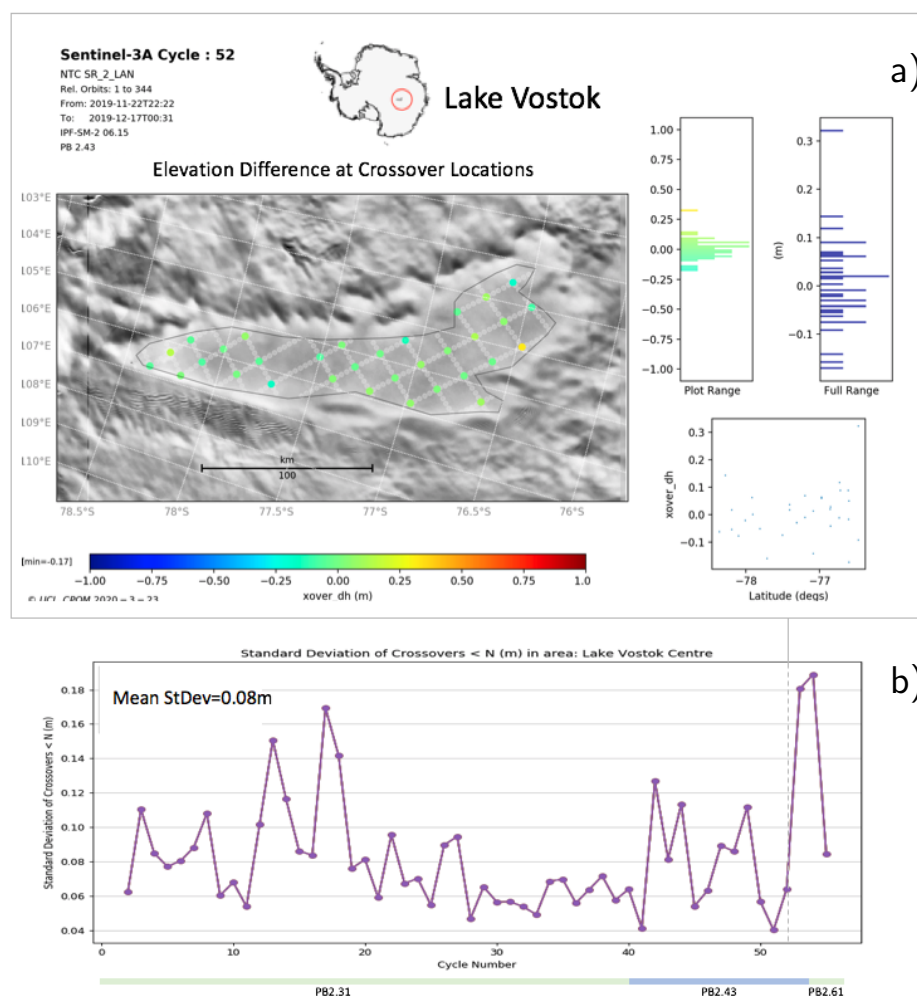 a)
Sentinel-3A Cycle : 52
NTC SR_2_LAN
Rel. Orbits: 1 to 344
From: 2019-11-22T22:22
To: 2019-12-17T00:31
IPF-SM-2 06.15
PB 2.43
Lake Vostok
Elevation Difference at Crossover Locations
103°E
104°E
105°E
106°E
107°E
108°E
109°E
110°E
111°E
km
100
78.5°S 78°S 77.5°S 77°S 76.5°S 76°S
1.00
0.75
0.50
0.25
0.00
−0.25
−0.50
−0.75
−1.00
Plot Range
(m)
0.3
0.2
0.1
0.0
−0.1
Full Range
xover_dh
0.3
0.2
0.1
0.0
−0.1
−78 −77
Latitude (degs)
[min=-0.17]
−1.00 −0.75 −0.50 −0.25 0.00 0.25 0.50 0.75 1.0
xover_dh (m)
© UCL CPOM 2020−3−23
b)
Standard Deviation of Crossovers < N (m) in area: Lake Vostok Centre
Mean StDev=0.08m
Standard Deviation of Crossovers < N (m)
0.18
0.16
0.14
0.12
0.10
0.08
0.06
0.04
0 10 20 30 40 50
Cycle Number
PB2.31 PB2.43 PB2.61